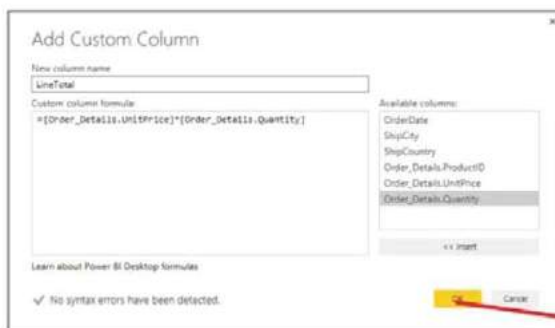 Add Custom Column
New column name
LineTotal
Custom column formula:
=[Order_Details.UnitPrice]*[Order_Details.Quantity]
Available columns:
OrderDate
ShipCity
ShipCountry
Order_Details.ProductID
Order_Details.UnitPrice
Order_Details.Quantity
<< Insert
Learn about Power BI Desktop formulas
✓ No syntax errors have been detected.
OK
Cancel